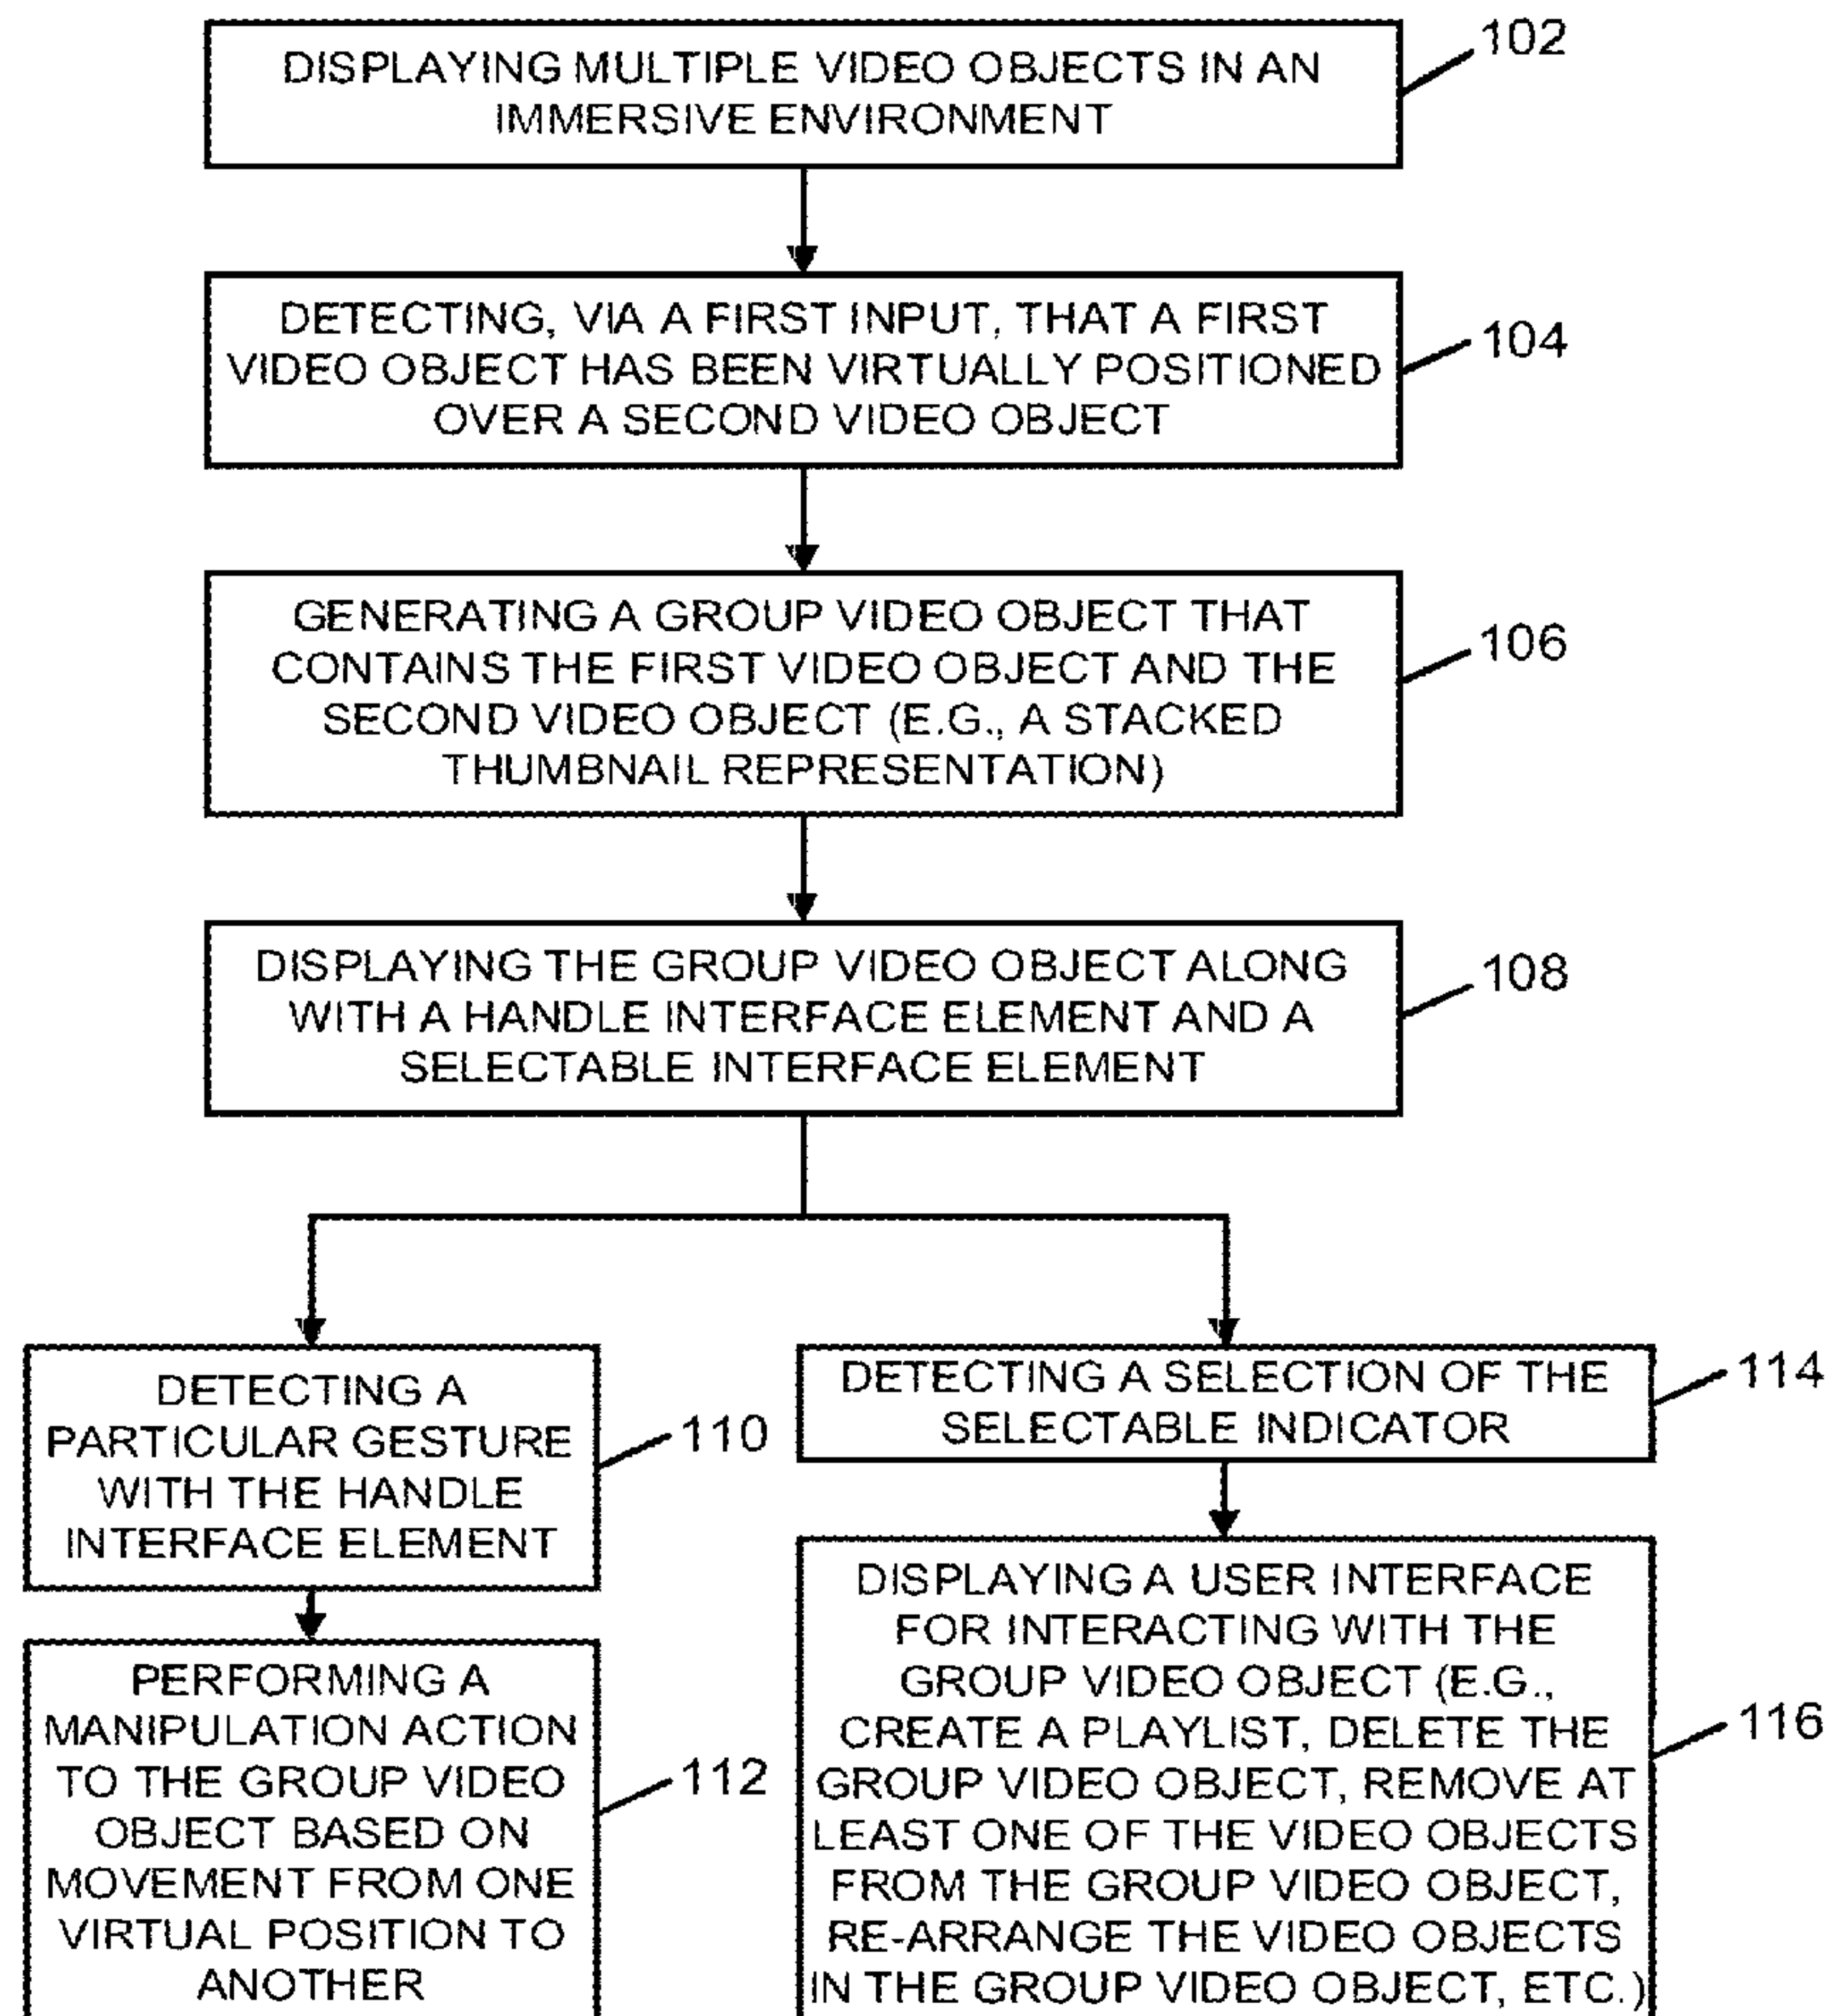 DISPLAYING MULTIPLE VIDEO OBJECTS IN AN
IMMERSIVE ENVIRONMENT
102
DETECTING, VIA A FIRST INPUT, THAT A FIRST
VIDEO OBJECT HAS BEEN VIRTUALLY POSITIONED
OVER A SECOND VIDEO OBJECT
104
GENERATING A GROUP VIDEO OBJECT THAT
CONTAINS THE FIRST VIDEO OBJECT AND THE
SECOND VIDEO OBJECT (E.G., A STACKED
THUMBNAIL REPRESENTATION)
106
DISPLAYING THE GROUP VIDEO OBJECT ALONG
WITH A HANDLE INTERFACE ELEMENT AND A
SELECTABLE INTERFACE ELEMENT
108
DETECTING A
PARTICULAR GESTURE
WITH THE HANDLE
INTERFACE ELEMENT
110
PERFORMING A
MANIPULATION ACTION
TO THE GROUP VIDEO
OBJECT BASED ON
MOVEMENT FROM ONE
VIRTUAL POSITION TO
ANOTHER
112
DETECTING A SELECTION OF THE
SELECTABLE INDICATOR
114
DISPLAYING A USER INTERFACE
FOR INTERACTING WITH THE
GROUP VIDEO OBJECT (E.G.,
CREATE A PLAYLIST, DELETE THE
GROUP VIDEO OBJECT, REMOVE AT
LEAST ONE OF THE VIDEO OBJECTS
FROM THE GROUP VIDEO OBJECT,
RE-ARRANGE THE VIDEO OBJECTS
IN THE GROUP VIDEO OBJECT, ETC.)
116